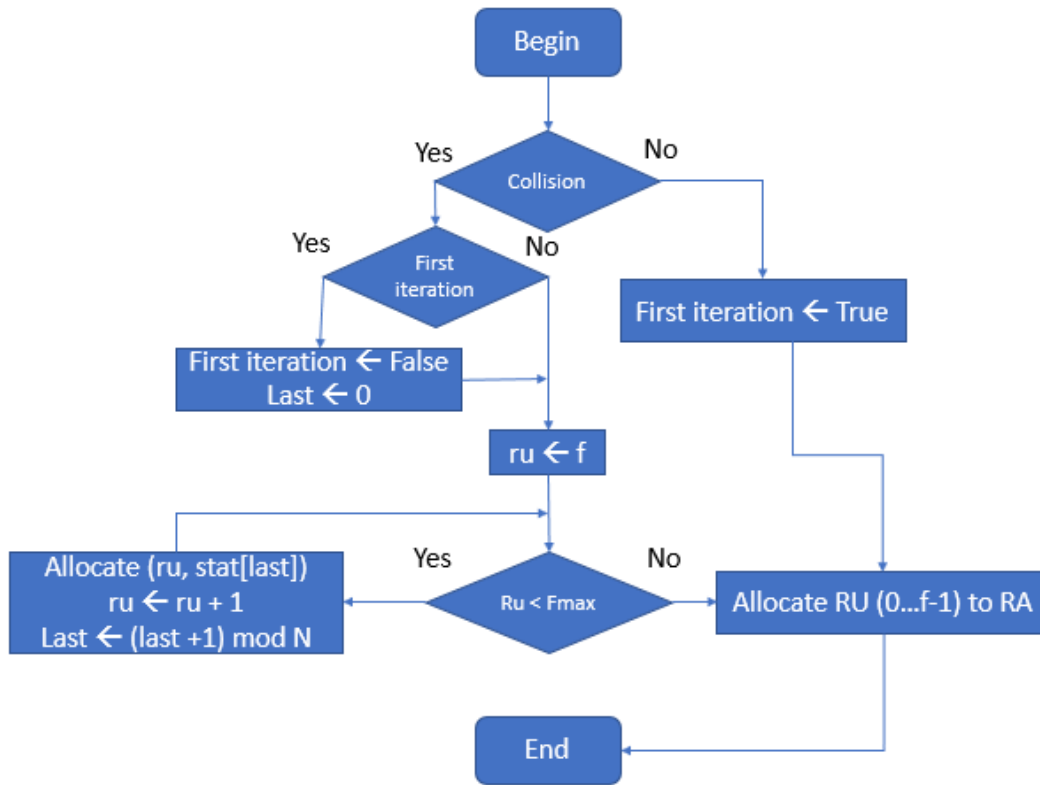 Begin
Yes
No
Collision
Yes
No
First
iteration
First iteration ← True
First iteration ← False
Last ← 0
ru ← f
Yes
No
Allocate (ru, stat[last])
ru ← ru + 1
Last ← (last +1) mod N
Ru < Fmax
Allocate RU (0...f-1) to RA
End